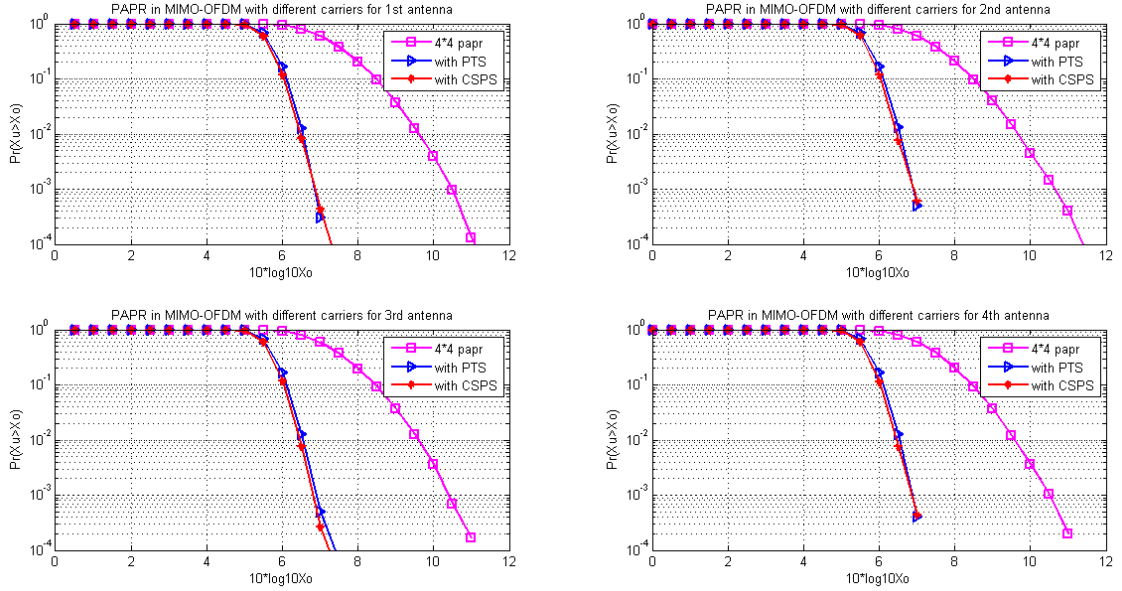 PAPR in MIMO-OFDM with different carriers for 1st antenna
10^0
10^-1
10^-2
10^-3
10^-4
Pr(Xu>Xo)
4*4 papr
with PTS
with CSPS
0 2 4 6 8 10 12
10*log10Xo
PAPR in MIMO-OFDM with different carriers for 2nd antenna
10^0
10^-1
10^-2
10^-3
10^-4
Pr(Xu>Xo)
4*4 papr
with PTS
with CSPS
0 2 4 6 8 10 12
10*log10Xo
PAPR in MIMO-OFDM with different carriers for 3rd antenna
10^0
10^-1
10^-2
10^-3
10^-4
Pr(Xu>Xo)
4*4 papr
with PTS
with CSPS
0 2 4 6 8 10 12
10*log10Xo
PAPR in MIMO-OFDM with different carriers for 4th antenna
10^0
10^-1
10^-2
10^-3
10^-4
Pr(Xu>Xo)
4*4 papr
with PTS
with CSPS
0 2 4 6 8 10 12
10*log10Xo